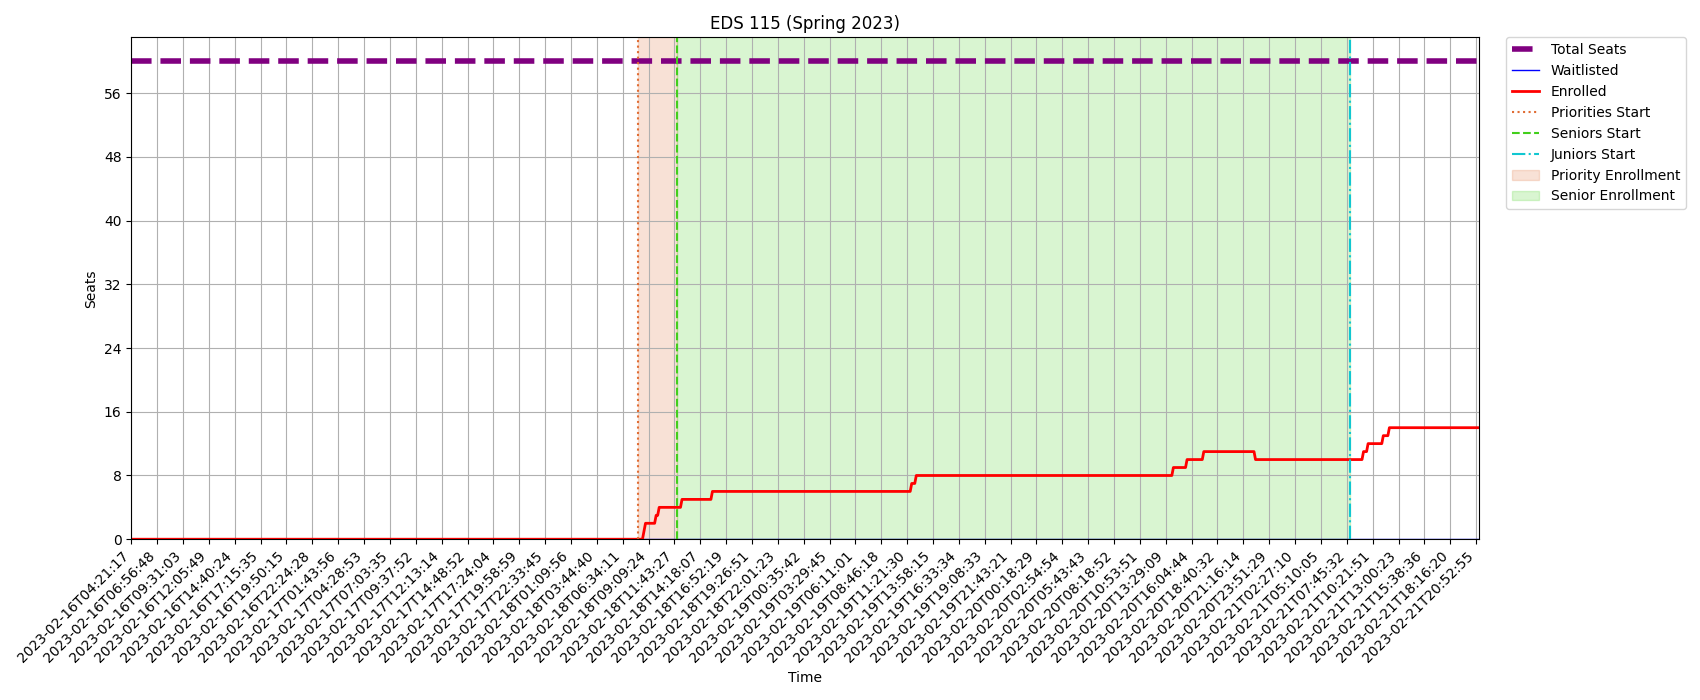 EDS 115 (Spring 2023)
Total Seats
Waitlisted
Enrolled
Priorities Start
Seniors Start
Juniors Start
Priority Enrollment
Senior Enrollment
Seats
56
48
40
32
24
16
8
0
2023-02-16T04:21:17
2023-02-16T06:56:48
2023-02-16T09:31:03
2023-02-16T12:05:49
2023-02-16T14:40:24
2023-02-16T17:15:35
2023-02-16T19:50:15
2023-02-16T22:24:28
2023-02-17T01:43:56
2023-02-17T04:28:53
2023-02-17T07:03:35
2023-02-17T09:37:52
2023-02-17T12:13:14
2023-02-17T14:48:52
2023-02-17T17:24:04
2023-02-17T19:58:59
2023-02-17T22:33:45
2023-02-18T01:09:56
2023-02-18T03:44:40
2023-02-18T06:34:11
2023-02-18T09:09:24
2023-02-18T11:43:27
2023-02-18T14:18:07
2023-02-18T16:52:19
2023-02-18T19:26:51
2023-02-18T22:01:23
2023-02-19T00:35:42
2023-02-19T03:29:45
2023-02-19T06:11:01
2023-02-19T08:46:18
2023-02-19T11:21:30
2023-02-19T13:58:15
2023-02-19T16:33:34
2023-02-19T19:08:33
2023-02-19T21:43:21
2023-02-20T00:18:29
2023-02-20T02:54:54
2023-02-20T05:43:43
2023-02-20T08:18:52
2023-02-20T10:53:51
2023-02-20T13:29:09
2023-02-20T16:04:44
2023-02-20T18:40:32
2023-02-20T21:16:14
2023-02-20T23:51:29
2023-02-21T02:27:10
2023-02-21T05:10:05
2023-02-21T07:45:32
2023-02-21T10:21:51
2023-02-21T13:00:23
2023-02-21T15:38:36
2023-02-21T18:16:20
2023-02-21T20:52:55
Time